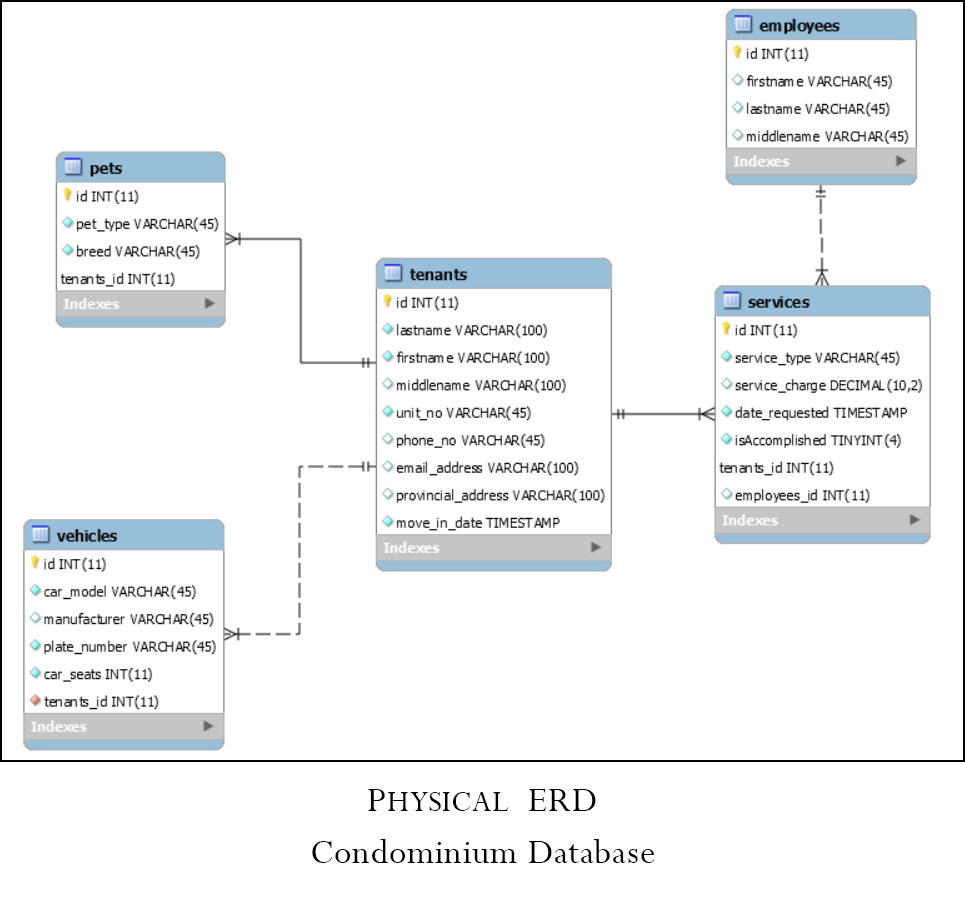 employees
id INT(11)
firstname VARCHAR(45)
lastname VARCHAR(45)
middlename VARCHAR(45)
Indexes
pets
id INT(11)
pet_type VARCHAR(45)
breed VARCHAR(45)
tenants_id INT(11)
Indexes
tenants
id INT(11)
lastname VARCHAR(100)
firstname VARCHAR(100)
middlename VARCHAR(100)
unit_no VARCHAR(45)
phone_no VARCHAR(45)
email_address VARCHAR(100)
provincial_address VARCHAR(100)
move_in_date TIMESTAMP
Indexes
services
id INT(11)
service_type VARCHAR(45)
service_charge DECIMAL(10,2)
date_requested TIMESTAMP
isAccomplished TINYINT(4)
tenants_id INT(11)
employees_id INT(11)
Indexes
vehicles
id INT(11)
car_model VARCHAR(45)
manufacturer VARCHAR(45)
plate_number VARCHAR(45)
car_seats INT(11)
tenants_id INT(11)
Indexes
PHYSICAL ERD
Condominium Database